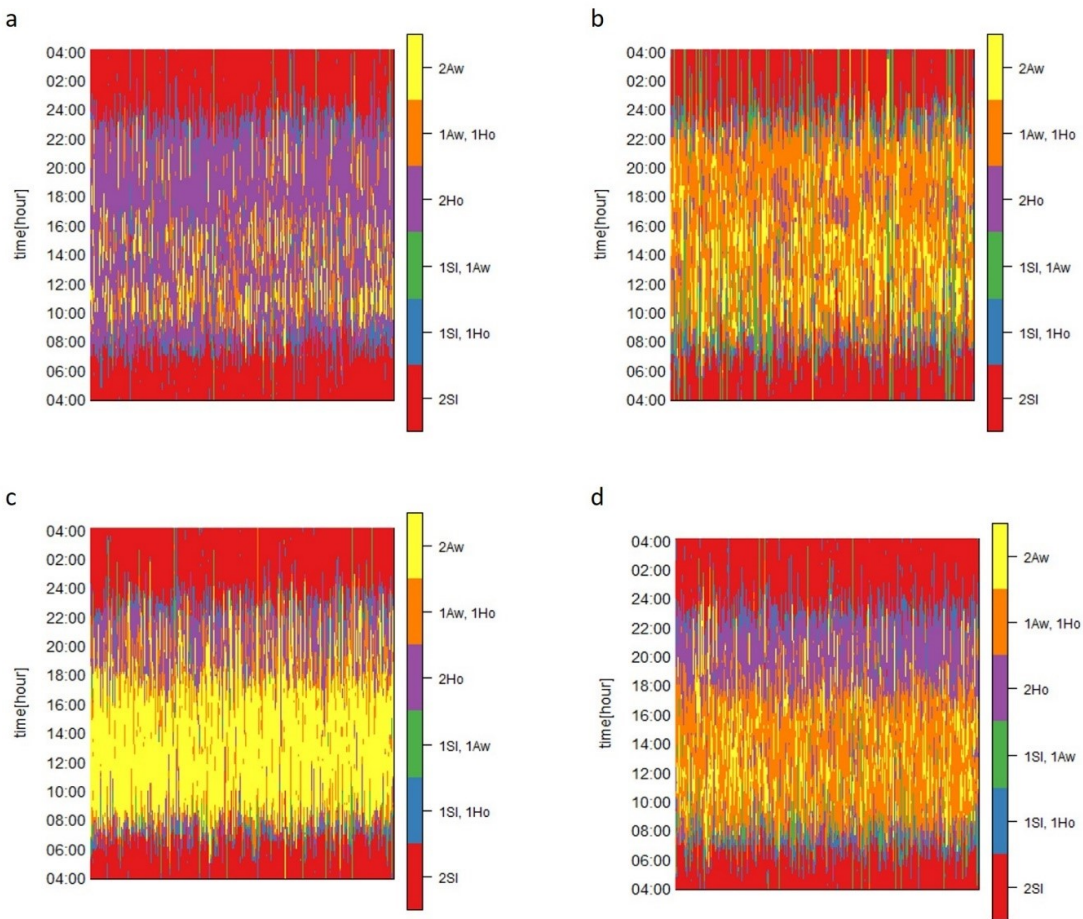 a
time[hour]
04:00
02:00
24:00
22:00
20:00
18:00
16:00
14:00
12:00
10:00
08:00
06:00
04:00
2Aw
1Aw, 1Ho
2Ho
1Sl, 1Aw
1Sl, 1Ho
2Sl
b
time[hour]
04:00
02:00
24:00
22:00
20:00
18:00
16:00
14:00
12:00
10:00
08:00
06:00
04:00
2Aw
1Aw, 1Ho
2Ho
1Sl, 1Aw
1Sl, 1Ho
2Sl
c
time[hour]
04:00
02:00
24:00
22:00
20:00
18:00
16:00
14:00
12:00
10:00
08:00
06:00
04:00
2Aw
1Aw, 1Ho
2Ho
1Sl, 1Aw
1Sl, 1Ho
2Sl
d
time[hour]
04:00
02:00
24:00
22:00
20:00
18:00
16:00
14:00
12:00
10:00
08:00
06:00
04:00
2Aw
1Aw, 1Ho
2Ho
1Sl, 1Aw
1Sl, 1Ho
2Sl